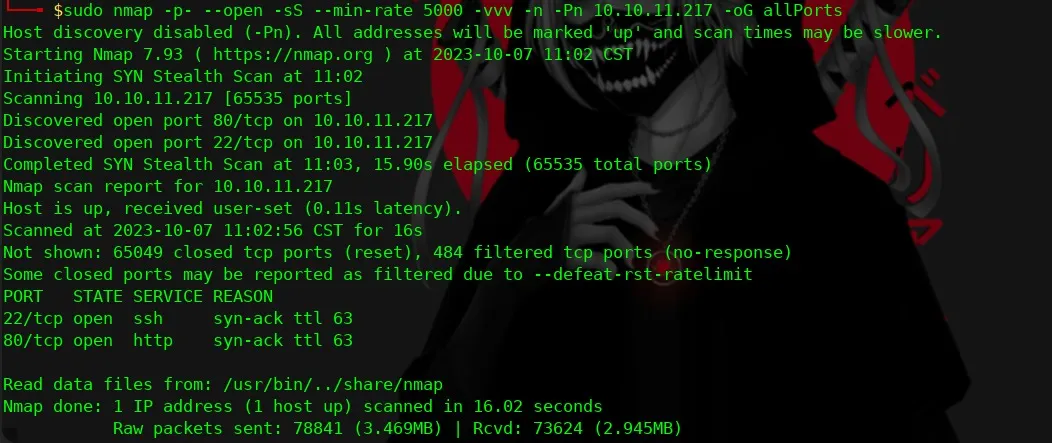 $sudo nmap -p- --open -sS --min-rate 5000 -vvv -n -Pn 10.10.11.217 -oG allPorts
Host discovery disabled (-Pn). All addresses will be marked 'up' and scan times may be slower.
Starting Nmap 7.93 ( https://nmap.org ) at 2023-10-07 11:02 CST
Initiating SYN Stealth Scan at 11:02
Scanning 10.10.11.217 [65535 ports]
Discovered open port 80/tcp on 10.10.11.217
Discovered open port 22/tcp on 10.10.11.217
Completed SYN Stealth Scan at 11:03, 15.90s elapsed (65535 total ports)
Nmap scan report for 10.10.11.217
Host is up, received user-set (0.11s latency).
Scanned at 2023-10-07 11:02:56 CST for 16s
Not shown: 65049 closed tcp ports (reset), 484 filtered tcp ports (no-response)
Some closed ports may be reported as filtered due to --defeat-rst-ratelimit
PORT   STATE SERVICE REASON
22/tcp open  ssh     syn-ack ttl 63
80/tcp open  http    syn-ack ttl 63
Read data files from: /usr/bin/../share/nmap
Nmap done: 1 IP address (1 host up) scanned in 16.02 seconds
Raw packets sent: 78841 (3.469MB) | Rcvd: 73624 (2.945MB)